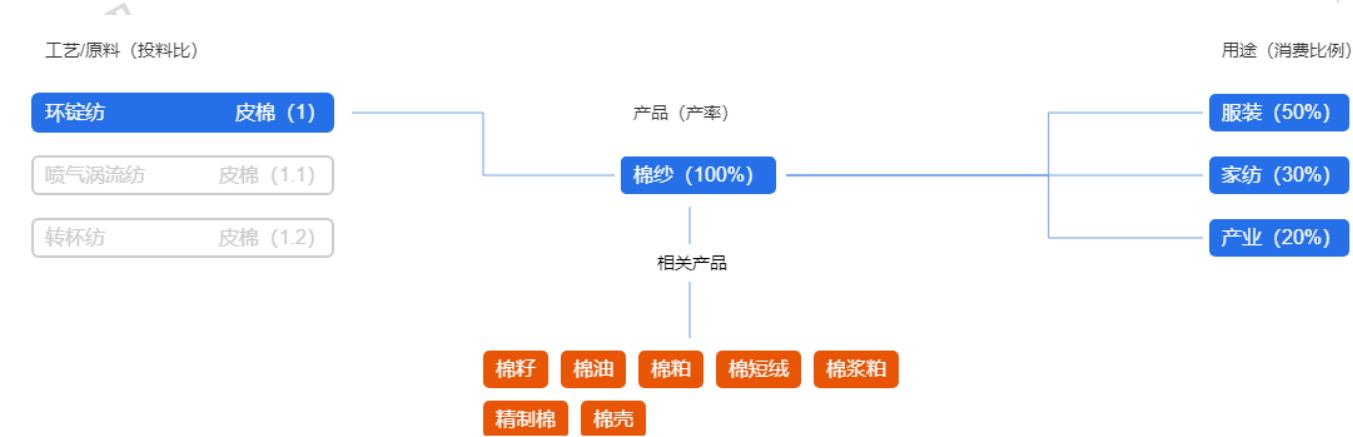 工艺/原料（投料比）
用途（消费比例）
环锭纺 皮棉（1）
产品（产率）
服装（50%）
喷气涡流纺 皮棉（1.1）
棉纱（100%）
家纺（30%）
转杯纺 皮棉（1.2）
产业（20%）
相关产品
棉籽 棉油 棉粕 棉短绒 棉浆粕
精制棉 棉壳